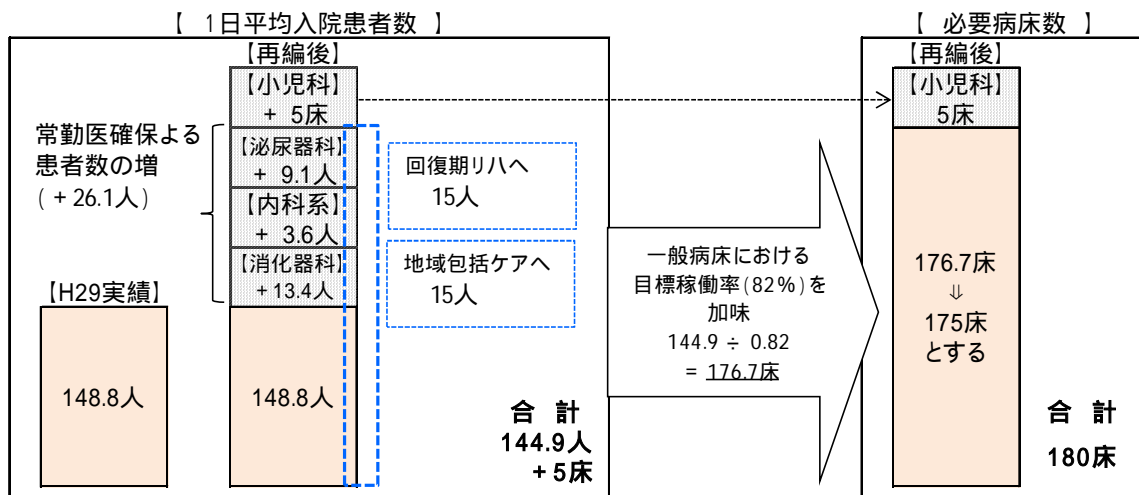 【 1日平均入院患者数 】
【再編後】
【小児科】
+ 5床
常勤医確保よる
患者数の増
(+26.1人)
【泌尿器科】
+ 9.1人
【内科系】
+ 3.6人
【消化器科】
+13.4人
回復期リハへ
15人
地域包括ケアへ
15人
【H29実績】
148.8人
148.8人
合 計
144.9人
+5床
一般病床における
目標稼働率(82%)を
加味
144.9 ÷ 0.82
= 176.7床
【 必要病床数 】
【再編後】
【小児科】
5床
176.7床
⇓
175床
とする
合 計
180床